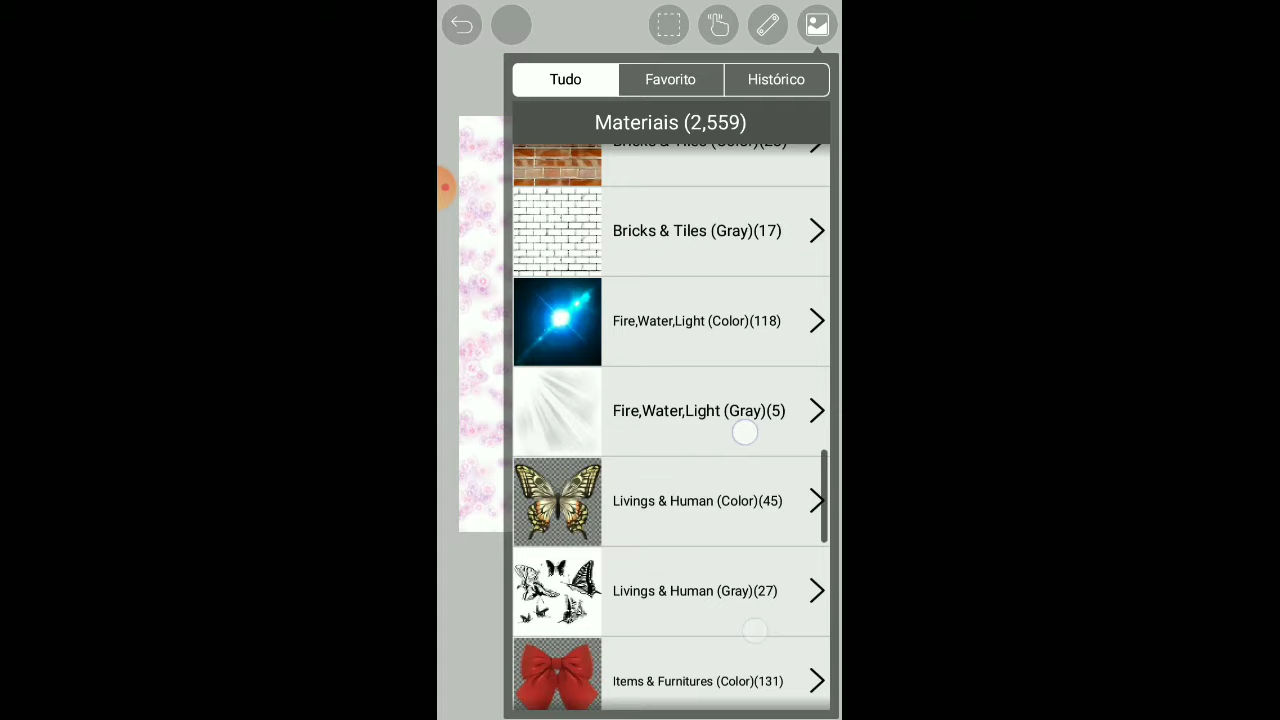 Tudo
Favorito
Histórico
Materiais (2,559)
Bricks & Tiles (Gray)(17)
Fire,Water,Light (Color)(118)
Fire,Water,Light (Gray)(5)
Livings & Human (Color)(45)
Livings & Human (Gray)(27)
Items & Furnitures (Color)(131)